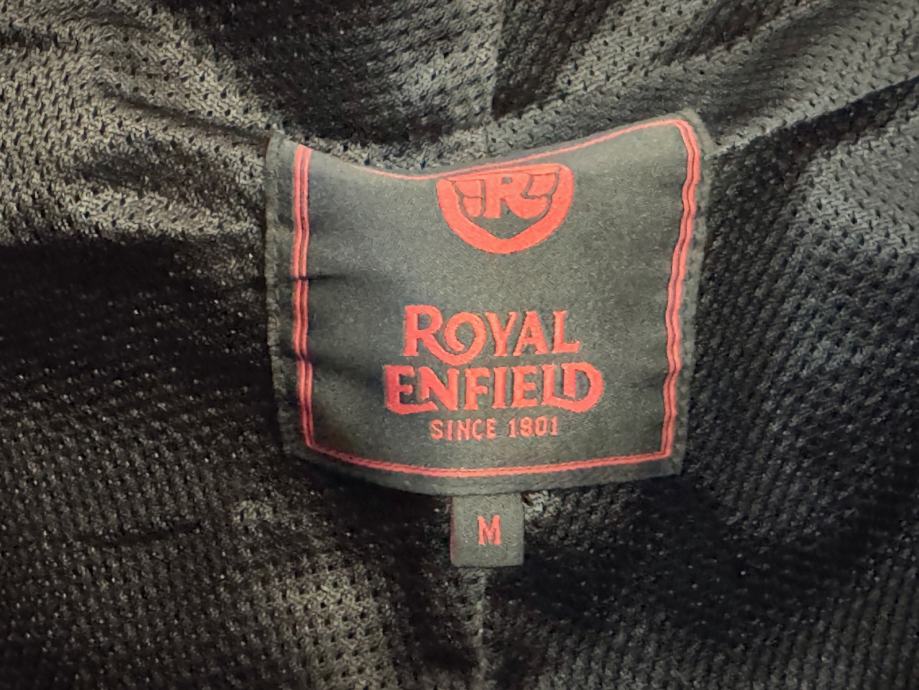 R
ROYAL
ENFIELD
SINCE 1901
M